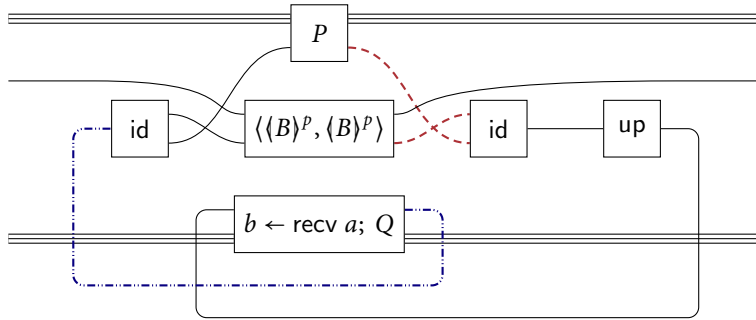 P
id
⟨⦇B⦈ᵖ, ⦇B⦈ᵖ⟩
id
up
b ← recv a; Q